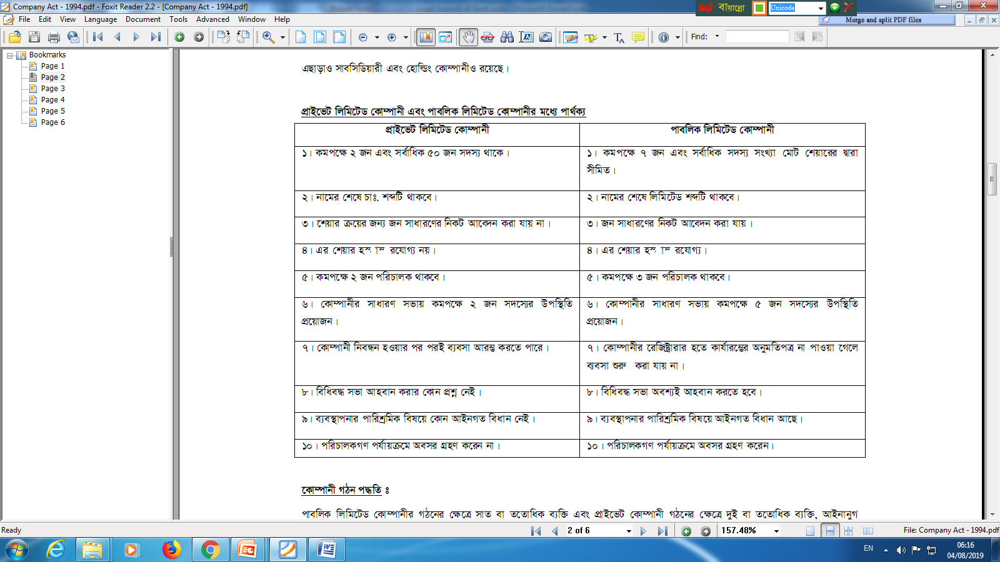 Company Act - 1994.pdf - Foxit Reader 2.2 - [Company Act - 1994.pdf]
বায়ান্নো Unicode
File Edit View Language Document Tools Advanced Window Help
Merge and split PDF files
Find:
Bookmarks
Page 1
Page 2
Page 3
Page 4
Page 5
Page 6
এছাড়াও সাবসিডিয়ারী এবং হোল্ডিং কোম্পানীও রয়েছে।
প্রাইভেট লিমিটেড কোম্পানী এবং পাবলিক লিমিটেড কোম্পানীর মধ্যে পার্থক্য
প্রাইভেট লিমিটেড কোম্পানী
পাবলিক লিমিটেড কোম্পানী
১। কমপক্ষে ২ জন এবং সর্বাধিক ৫০ জন সদস্য থাকে।
১। কমপক্ষে ৭ জন এবং সর্বাধিক সদস্য সংখ্যা মোট শেয়ারের দ্বারা
সীমিত।
২। নামের শেষে চাঃ. শব্দটি থাকবে।
২। নামের শেষে লিমিটেড শব্দটি থাকবে।
৩। শেয়ার ক্রয়ের জন্য জন সাধারণের নিকট আবেদন করা যায় না।
৩। জন সাধারণের নিকট আবেদন করা যায়।
৪। এর শেয়ার রযোগ্য নয়।
৪। এর শেয়ার রযোগ্য।
৫। কমপক্ষে ২ জন পরিচালক থাকবে।
৫। কমপক্ষে ৩ জন পরিচালক থাকবে।
৬। কোম্পানীর সাধারণ সভায় কমপক্ষে ২ জন সদস্যের উপস্থিতি
প্রয়োজন।
৬। কোম্পানীর সাধারণ সভায় কমপক্ষে ৫ জন সদস্যের উপস্থিতি
প্রয়োজন।
৭। কোম্পানী নিবন্ধন হওয়ার পর পরই ব্যবসা আরম্ভ করতে পারে।
৭। কোম্পানীর রেজিষ্ট্রারার হতে কার্যারম্ভের অনুমতিপত্র না পাওয়া গেলে
ব্যবসা শুরু করা যায় না।
৮। বিধিবদ্ধ সভা আহবান করার কোন প্রশ্ন নেই।
৮। বিধিবদ্ধ সভা অবশ্যই আহবান করতে হবে।
৯। ব্যবস্থাপনার পারিশ্রমিক বিষয়ে কোন আইনগত বিধান নেই।
৯। ব্যবস্থাপনার পারিশ্রমিক বিষয়ে আইনগত বিধান আছে।
১০। পরিচালকগণ পর্যায়ক্রমে অবসর গ্রহণ করেন না।
১০। পরিচালকগণ পর্যায়ক্রমে অবসর গ্রহণ করেন।
কোম্পানী গঠন পদ্ধতি ঃ
পাবলিক লিমিটেড কোম্পানীর গঠনের ক্ষেত্রে সাত বা ততোধিক ব্যক্তি এবং প্রাইভেট কোম্পানী গঠনের ক্ষেত্রে দুই বা ততোধিক ব্যক্তি, আইনানুগ
Ready
2 of 6
157.48%
File: Company Act - 1994.pdf
EN
06:16
04/08/2019